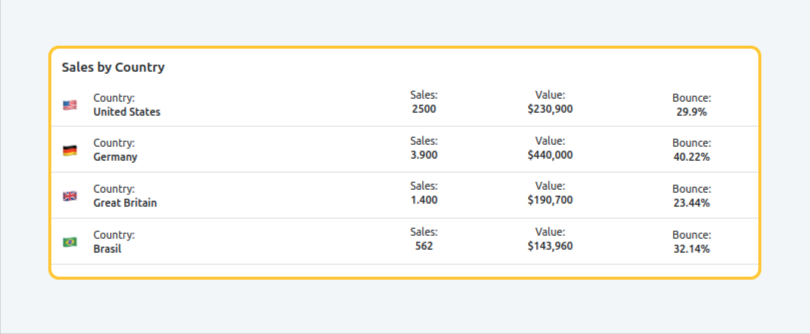 Sales by Country
Country: Sales: Value: Bounce:
United States 2500 $230,900 29.9%
Country: Sales: Value: Bounce:
Germany 3.900 $440,000 40.22%
Country: Sales: Value: Bounce:
Great Britain 1.400 $190,700 23.44%
Country: Sales: Value: Bounce:
Brasil 562 $143,960 32.14%